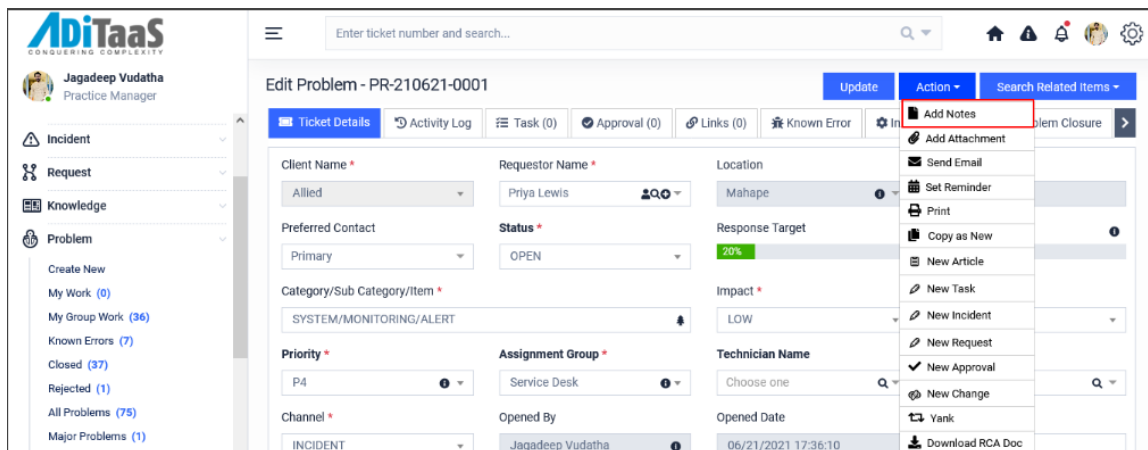 ADiTaaS
CONQUERING COMPLEXITY
Enter ticket number and search...
Jagadeep Vudatha
Practice Manager
Incident
Request
Knowledge
Problem
Create New
My Work (0)
My Group Work (36)
Known Errors (7)
Closed (37)
Rejected (1)
All Problems (75)
Major Problems (1)
Edit Problem - PR-210621-0001
Update
Action
Search Related Items
Ticket Details
Activity Log
Task (0)
Approval (0)
Links (0)
Known Error
In
blem Closure
Client Name *
Requestor Name *
Location
Allied
Priya Lewis
Mahape
Preferred Contact
Status *
Response Target
Primary
OPEN
20%
Category/Sub Category/Item *
Impact *
SYSTEM/MONITORING/ALERT
LOW
Priority *
Assignment Group *
Technician Name
P4
Service Desk
Choose one
Channel *
Opened By
Opened Date
INCIDENT
Jagadeep Vudatha
06/21/2021 17:36:10
Add Notes
Add Attachment
Send Email
Set Reminder
Print
Copy as New
New Article
New Task
New Incident
New Request
New Approval
New Change
Yank
Download RCA Doc